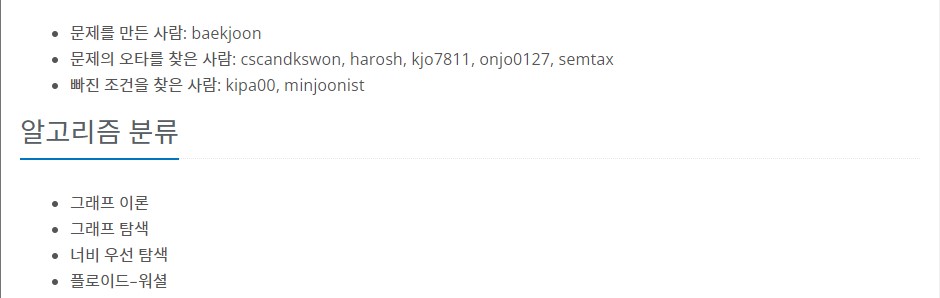 문제를 만든 사람: baekjoon
문제의 오타를 찾은 사람: cscandkswon, harosh, kjo7811, onjo0127, semtax
빠진 조건을 찾은 사람: kipa00, minjoonist
알고리즘 분류
그래프 이론
그래프 탐색
너비 우선 탐색
플로이드–워셜